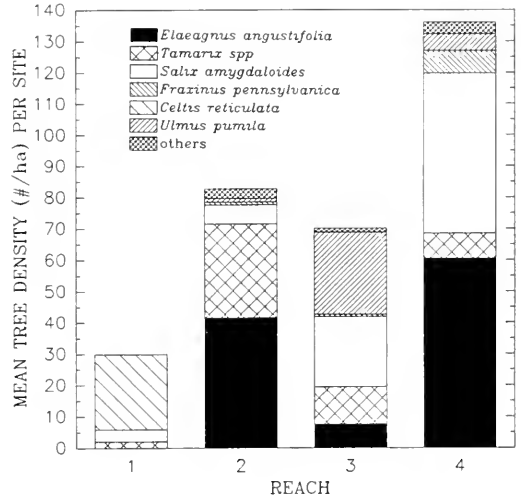 MEAN TREE DENSITY (#/ha) PER SITE
140
130
120
110
100
90
80
70
60
50
40
30
20
10
0
Elaeagnus angustifolia
Tamarix spp
Salix amygdaloides
Fraxinus pennsylvanica
Celtis reticulata
Ulmus pumila
others
1 2 3 4
REACH